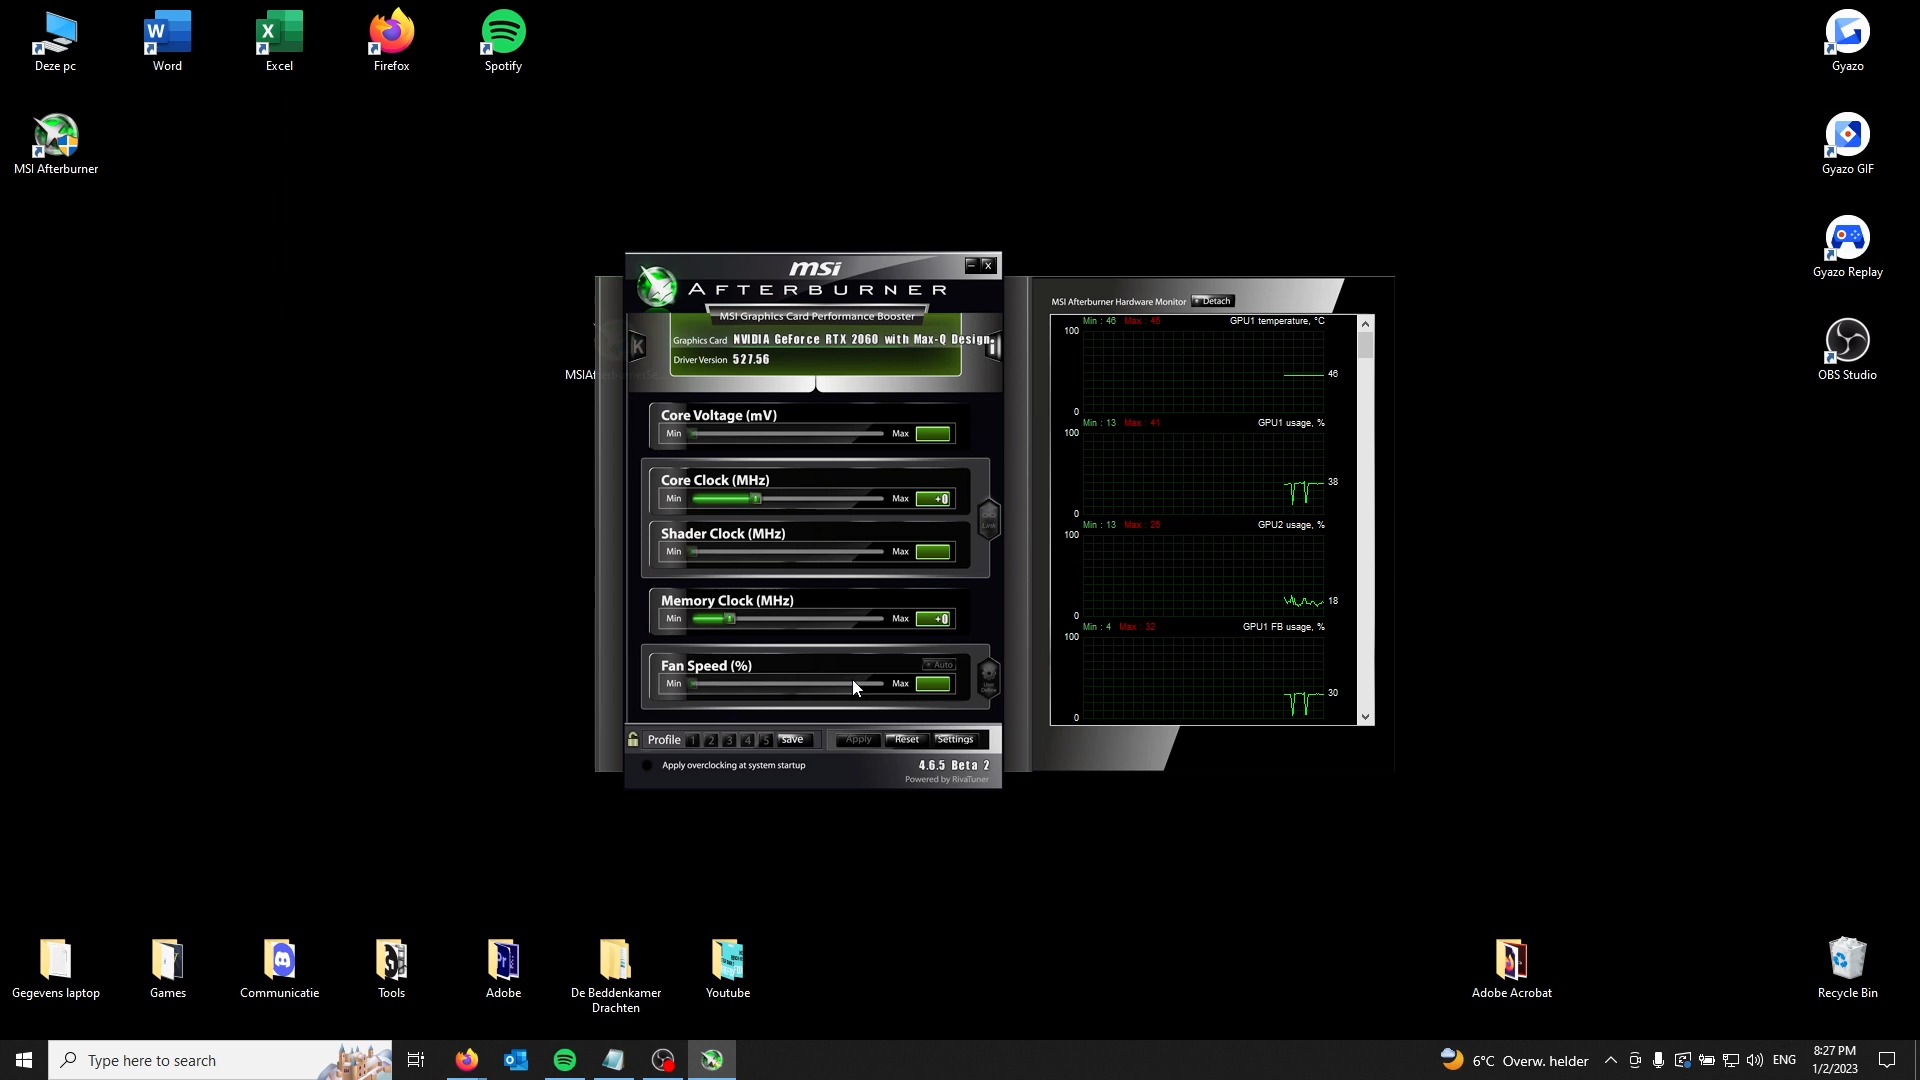 Deze pc
Word
Excel
Firefox
Spotify
Gyazo
MSI Afterburner
Gyazo GIF
Gyazo Replay
OBS Studio
msi
AFTERBURNER
MSI Graphics Card Performance Booster
K
i
Graphics Card NVIDIA GeForce RTX 2060 with Max-Q Design
Driver Version 527.56
MSIAf
Core Voltage (mV)
Min Max
Core Clock (MHz)
Min Max +0
Link
Shader Clock (MHz)
Min Max
Memory Clock (MHz)
Min Max +0
Fan Speed (%) Auto
Min Max
User Define
Profile 1 2 3 4 5 save Apply Reset Settings
Apply overclocking at system startup
4.6.5 Beta 2
Powered by RivaTuner
MSI Afterburner Hardware Monitor Detach
Min : 46 Max : 46 GPU1 temperature, °C
100
46
0
Min : 13 Max : 41 GPU1 usage, %
100
38
0
Min : 13 Max : 26 GPU2 usage, %
100
18
0
Min : 4 Max : 32 GPU1 FB usage, %
100
30
0
Gegevens laptop
Games
Communicatie
Tools
Adobe
De Beddenkamer
Drachten
Youtube
Adobe Acrobat
Recycle Bin
Type here to search
6°C Overw. helder
ENG
8:27 PM
1/2/2023